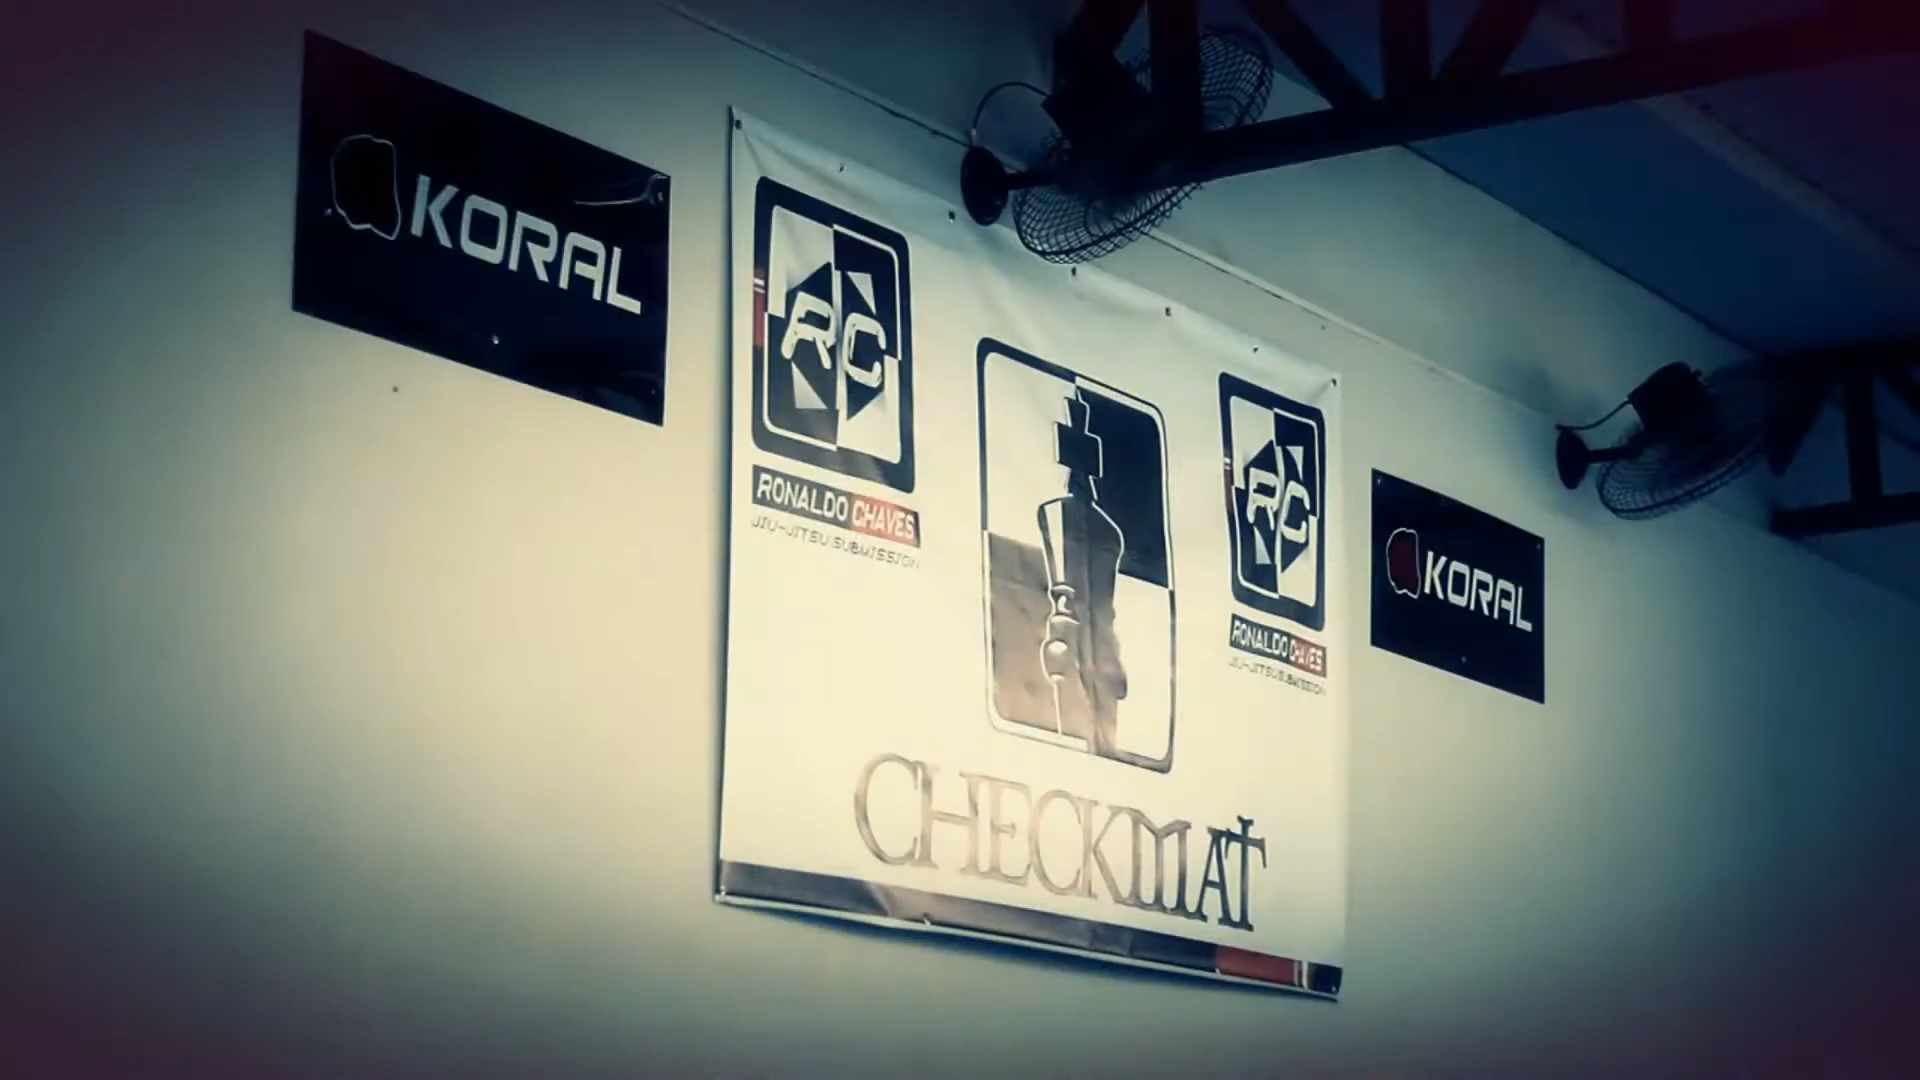 KORAL
RC
RONALDO CHAVES
JIU-JITSU SUBMISSION
CHECKMAT
RC
RONALDO CHAVES
JIU-JITSU SUBMISSION
KORAL